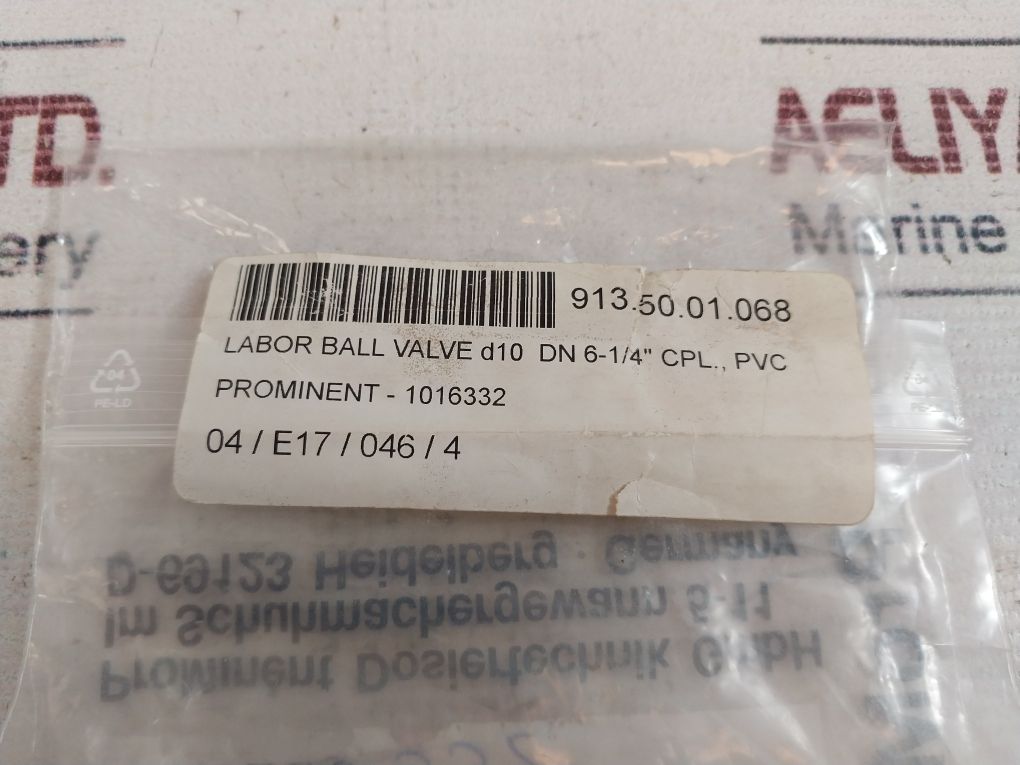 TD.
ery
Marine
913.50.01.068
LABOR BALL VALVE d10 DN 6-1/4" CPL., PVC
PROMINENT - 1016332
04 / E17 / 046 / 4
04
PE-LD
D-69123 Heidelberg · Germany
Im Schuhmachergewann 5-11
ProMinent Dosiertechnik GmbH